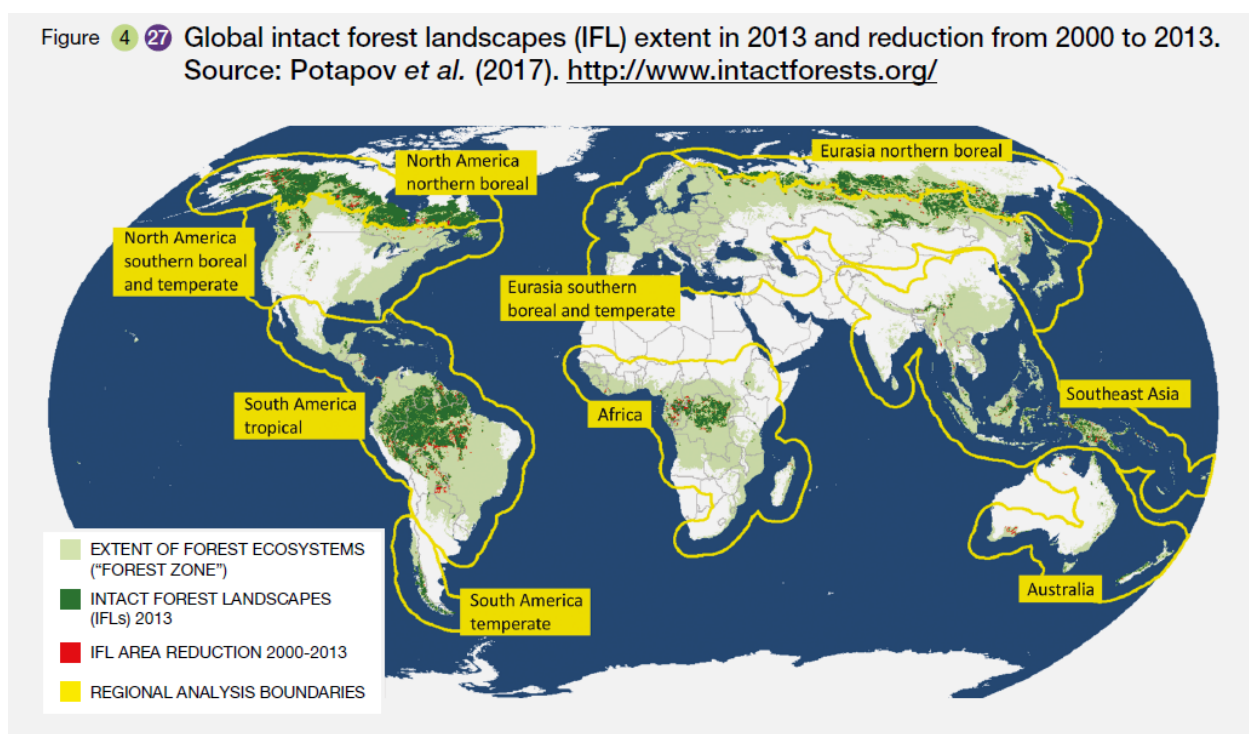 Figure 4 27 Global intact forest landscapes (IFL) extent in 2013 and reduction from 2000 to 2013.
Source: Potapov et al. (2017). http://www.intactforests.org/
North America
northern boreal
Eurasia northern boreal
North America
southern boreal
and temperate
Eurasia southern
boreal and temperate
South America
tropical
Africa
Southeast Asia
Australia
South America
temperate
EXTENT OF FOREST ECOSYSTEMS
("FOREST ZONE")
INTACT FOREST LANDSCAPES
(IFLs) 2013
IFL AREA REDUCTION 2000-2013
REGIONAL ANALYSIS BOUNDARIES